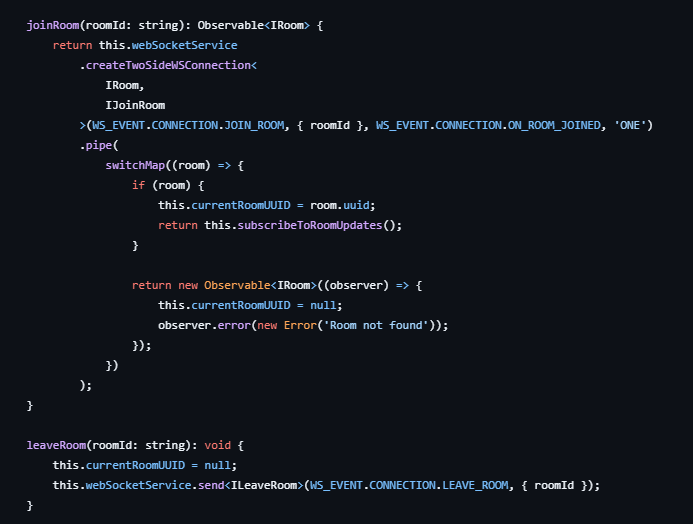 joinRoom(roomId: string): Observable<IRoom> {
    return this.webSocketService
        .createTwoSideWSConnection<
            IRoom,
            IJoinRoom
        >(WS_EVENT.CONNECTION.JOIN_ROOM, { roomId }, WS_EVENT.CONNECTION.ON_ROOM_JOINED, 'ONE')
        .pipe(
            switchMap((room) => {
                if (room) {
                    this.currentRoomUUID = room.uuid;
                    return this.subscribeToRoomUpdates();
                }

                return new Observable<IRoom>((observer) => {
                    this.currentRoomUUID = null;
                    observer.error(new Error('Room not found'));
                });
            })
        );
}

leaveRoom(roomId: string): void {
    this.currentRoomUUID = null;
    this.webSocketService.send<ILeaveRoom>(WS_EVENT.CONNECTION.LEAVE_ROOM, { roomId });
}